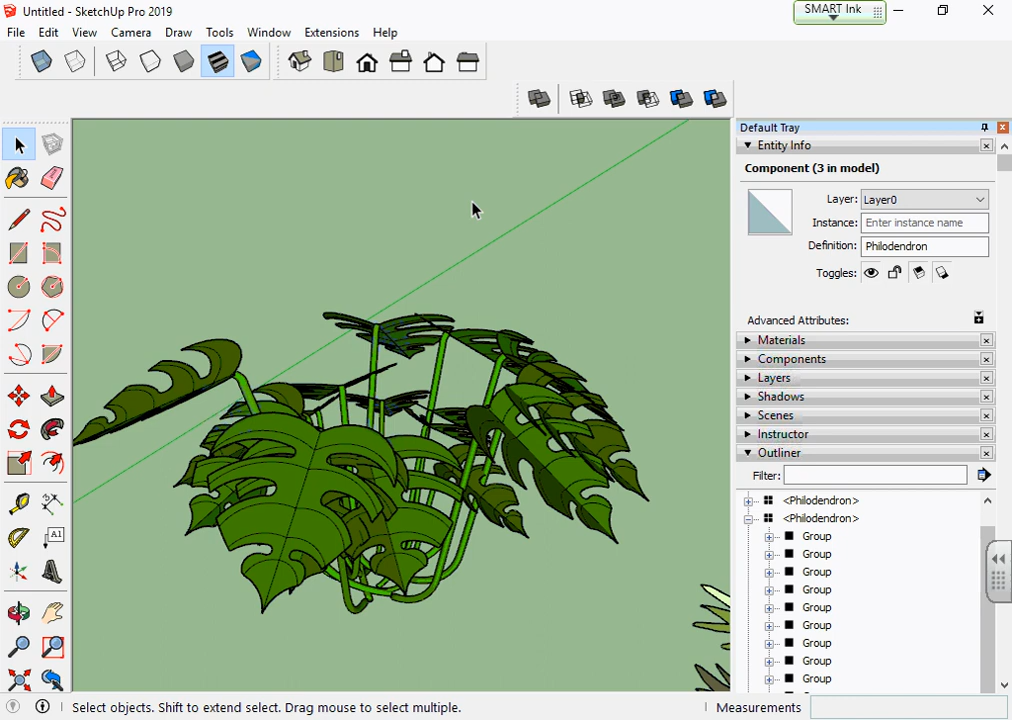 Untitled - SketchUp Pro 2019
SMART Ink
File Edit View Camera Draw Tools Window Extensions Help
Default Tray
Entity Info
Component (3 in model)
Layer: Layer0
Instance: Enter instance name
Definition: Philodendron
Toggles:
Advanced Attributes:
Materials
Components
Layers
Shadows
Scenes
Instructor
Outliner
Filter:
<Philodendron>
<Philodendron>
Group
Group
Group
Group
Group
Group
Group
Group
Group
A1
Select objects. Shift to extend select. Drag mouse to select multiple.
Measurements